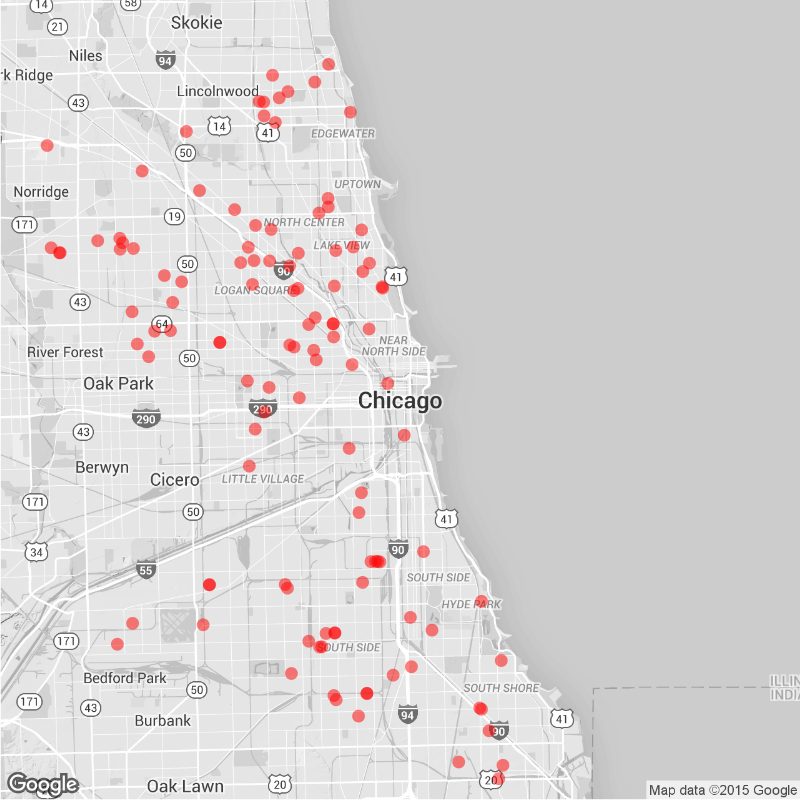 14
58
Skokie
21
Niles
94
rk Ridge
Lincolnwood
43
14
41
EDGEWATER
50
UPTOWN
Norridge
19
171
NORTH CENTER
LAKE VIEW
50
90
41
LOGAN SQUARE
43
64
NEAR
NORTH SIDE
River Forest
50
Oak Park
Chicago
290
290
43
Berwyn
Cicero
LITTLE VILLAGE
171
50
41
34
90
55
SOUTH SIDE
HYDE PARK
171
SOUTH SIDE
Bedford Park
ILLIN
INDIA
50
SOUTH SHORE
171
43
94
41
Burbank
90
Google
Oak Lawn
20
20
Map data ©2015 Google